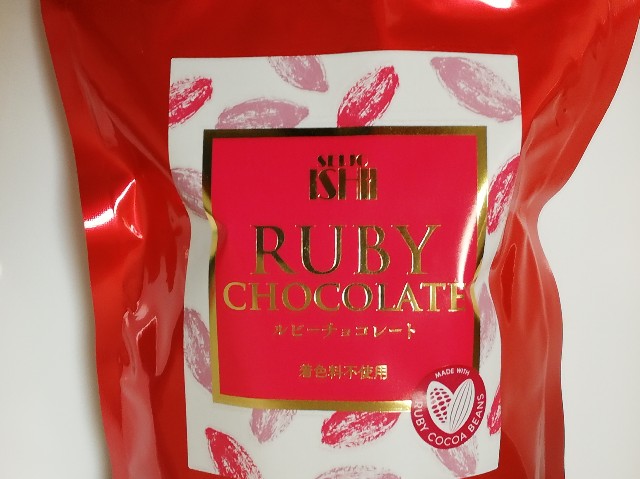 SEIJO
ISHII
RUBY
CHOCOLATE
ルビーチョコレート
着色料不使用
MADE WITH
RUBY COCOA BEANS